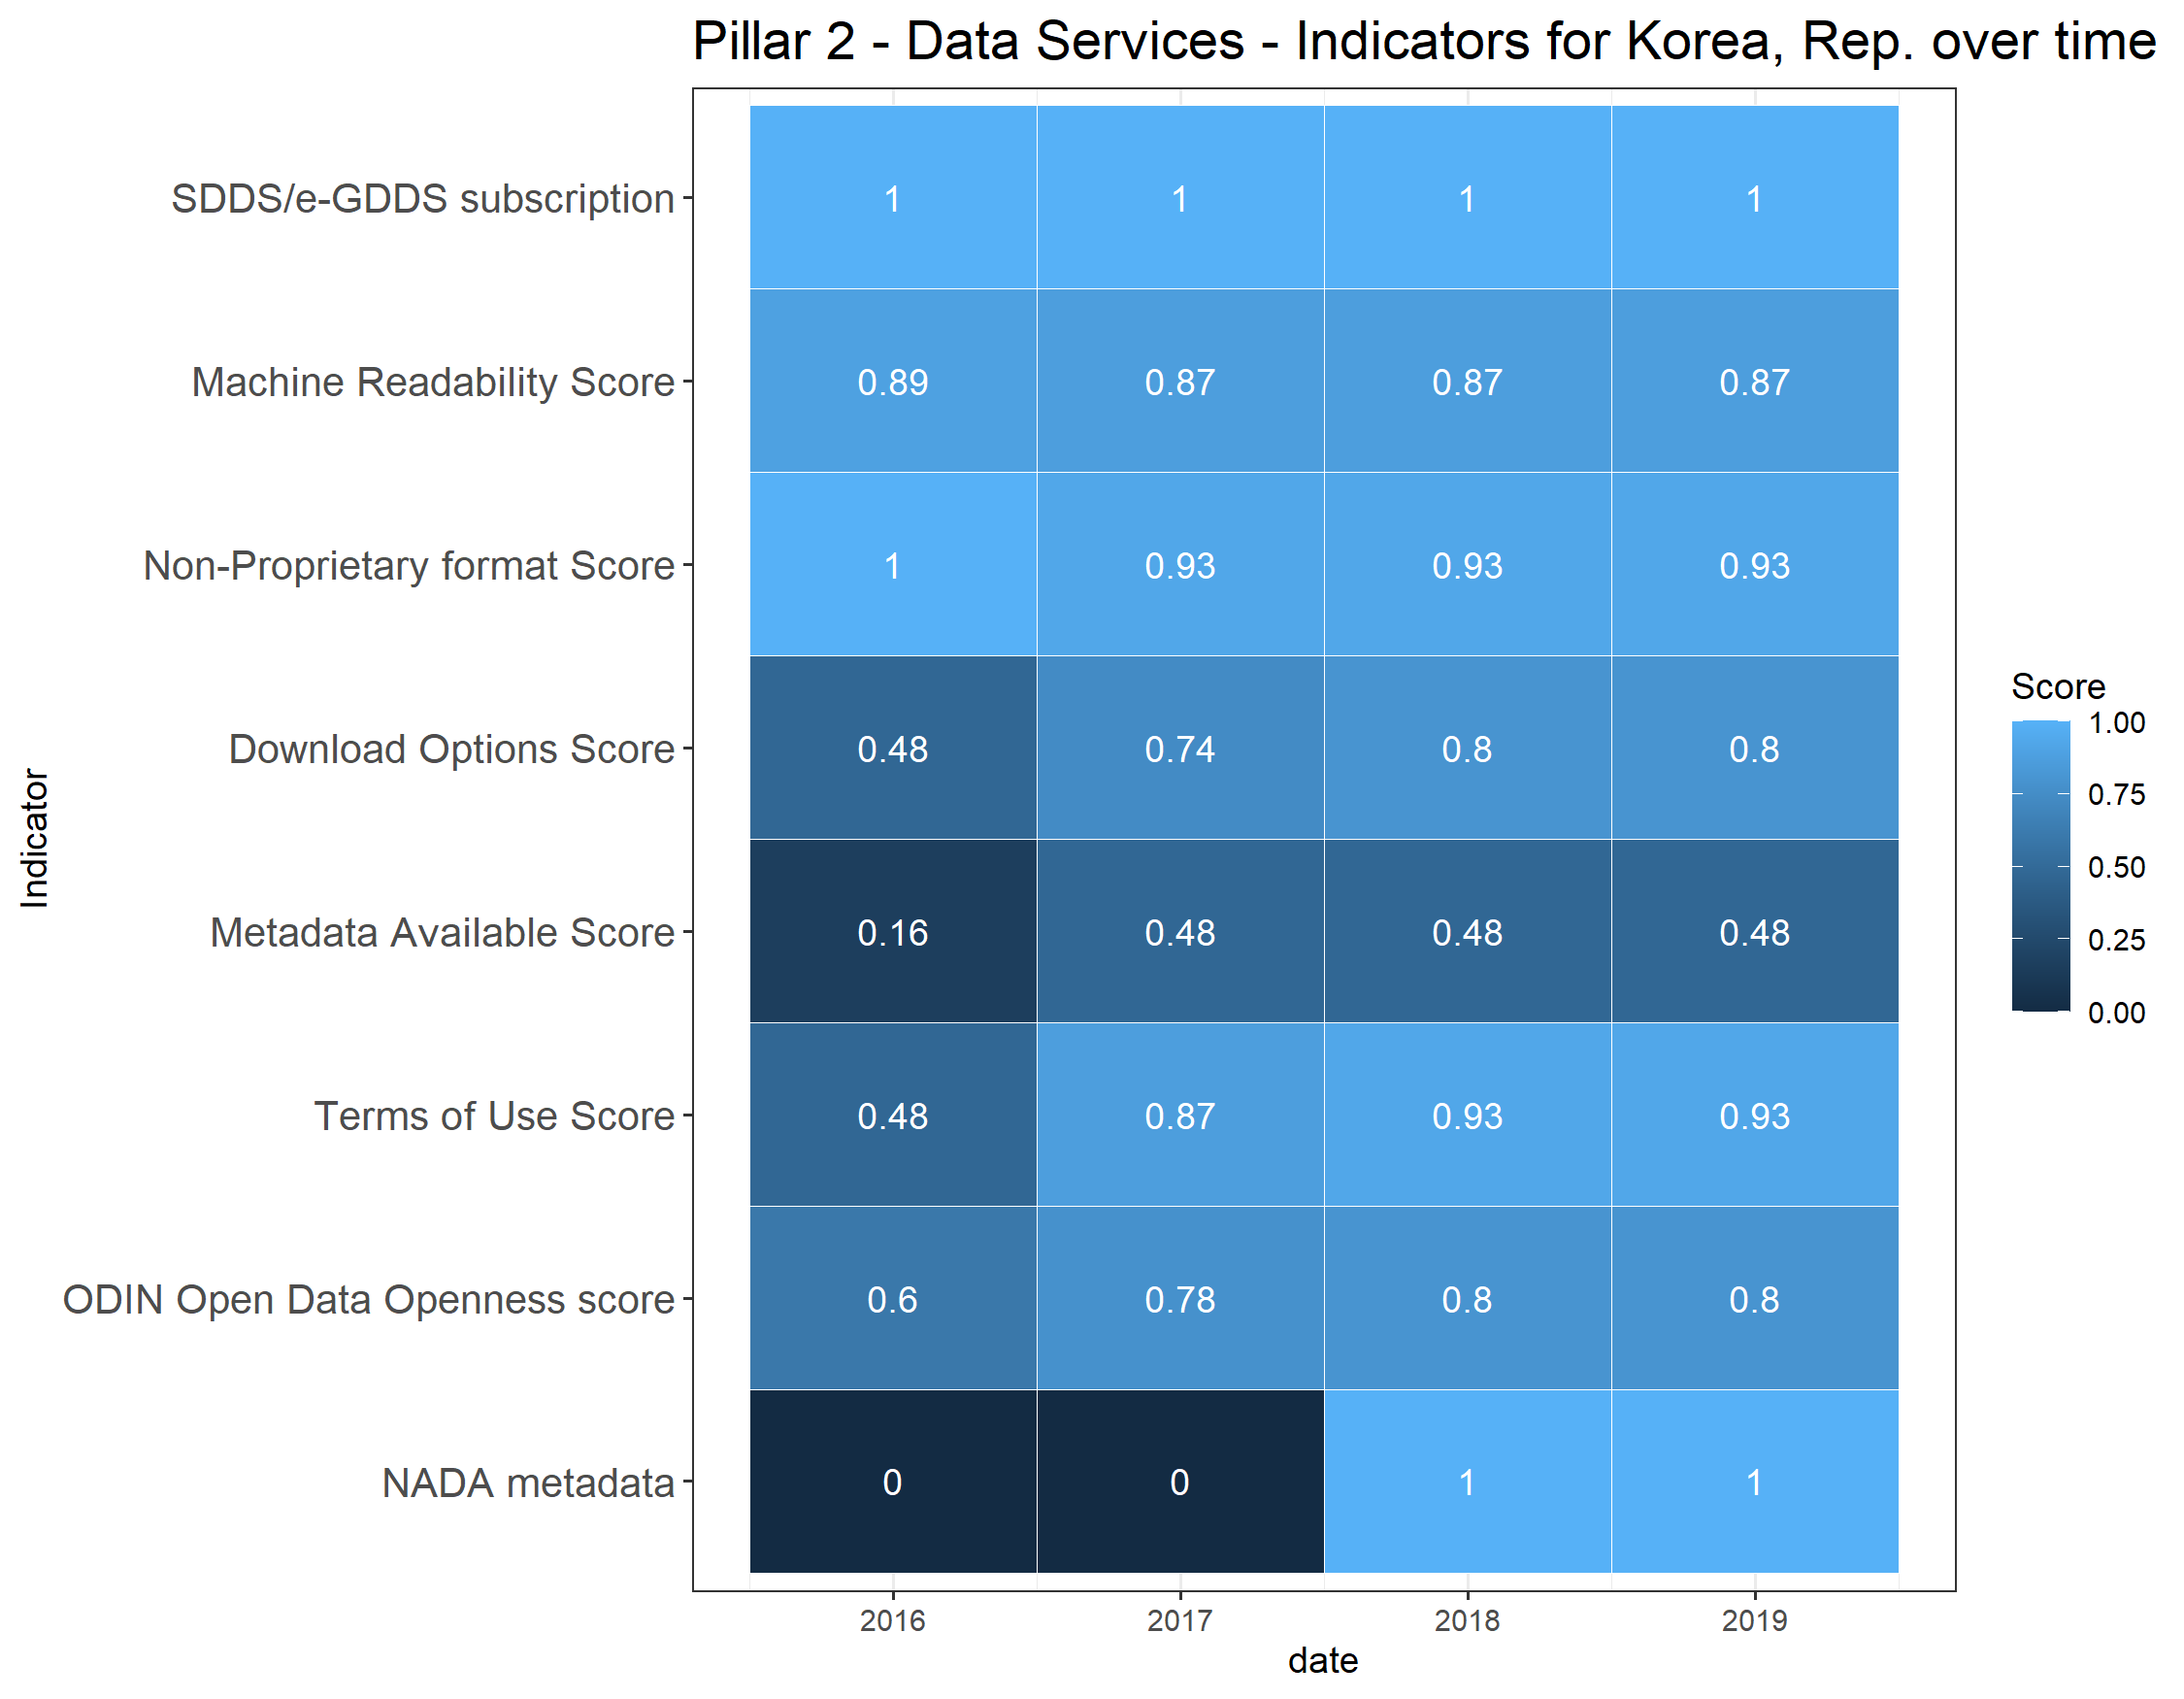 Pillar 2 - Data Services - Indicators for Korea, Rep. over time
SDDS/e-GDDS subscription 1 1 1 1
Machine Readability Score 0.89 0.87 0.87 0.87
Non-Proprietary format Score 1 0.93 0.93 0.93
Download Options Score 0.48 0.74 0.8 0.8
Metadata Available Score 0.16 0.48 0.48 0.48
Terms of Use Score 0.48 0.87 0.93 0.93
ODIN Open Data Openness score 0.6 0.78 0.8 0.8
NADA metadata 0 0 1 1
2016 2017 2018 2019
date
Indicator
Score
1.00
0.75
0.50
0.25
0.00